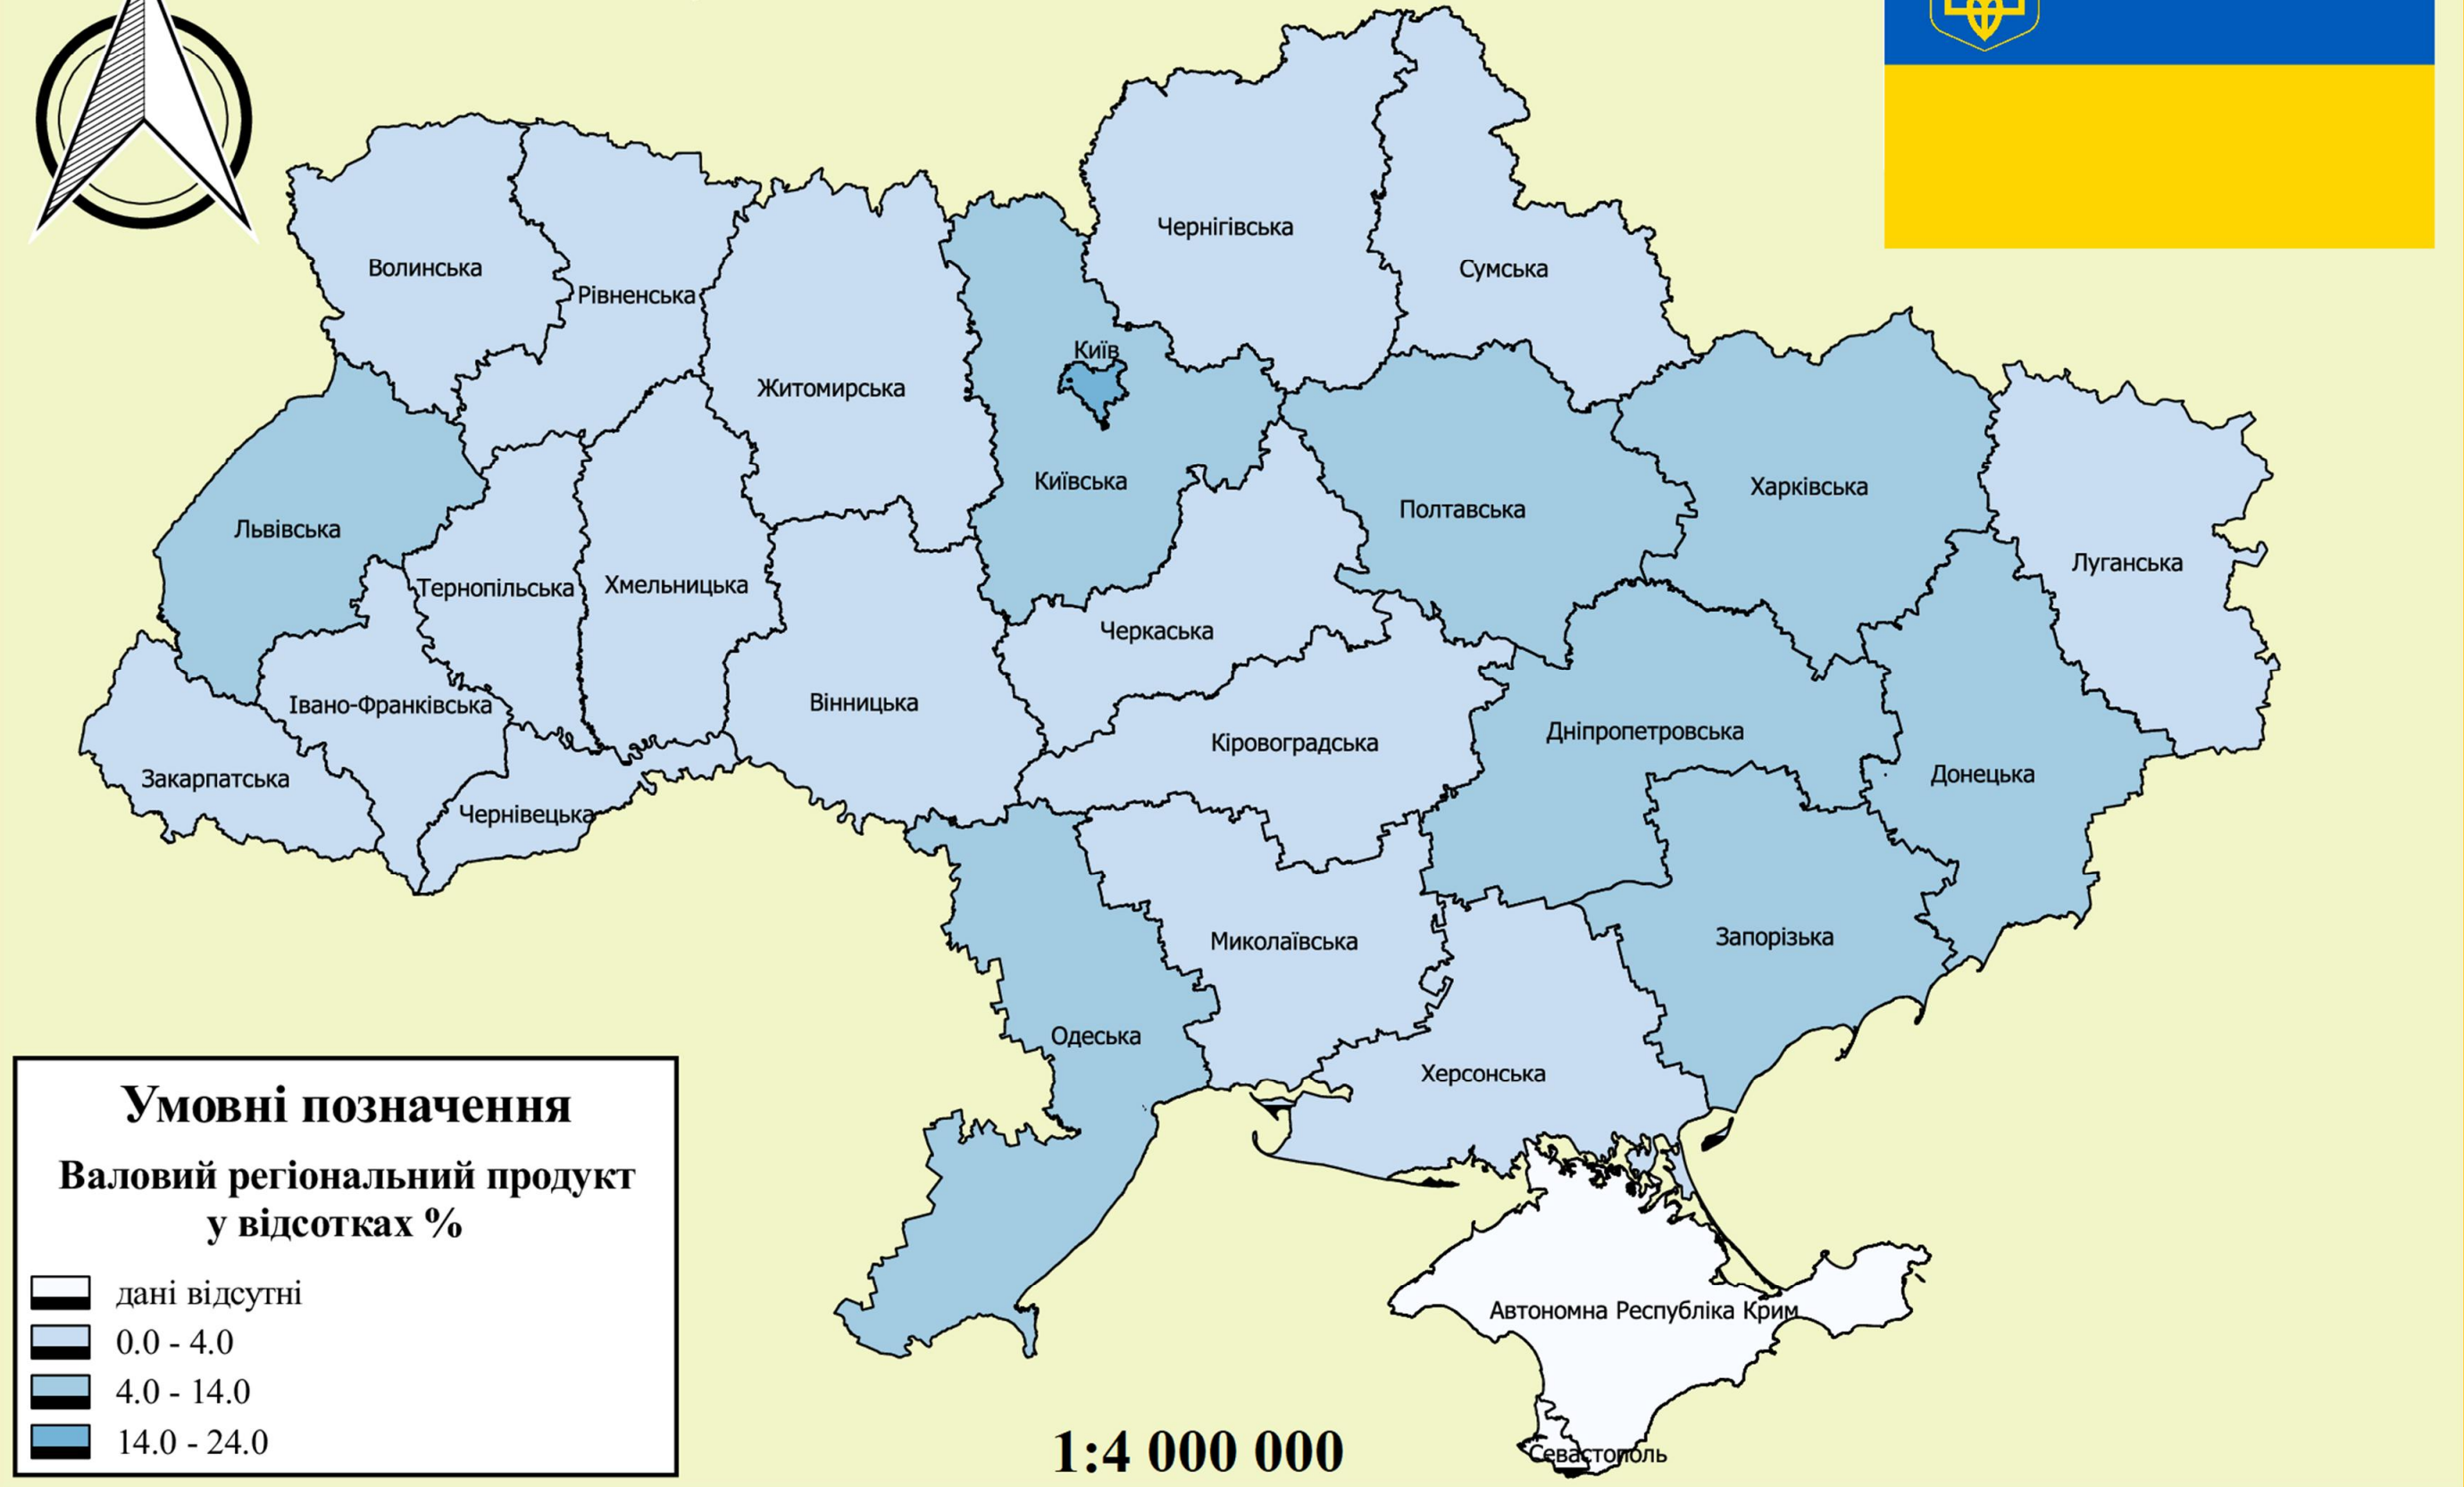 Чернігівська
Сумська
Волинська
Рівненська
Київ
Житомирська
Київська
Харківська
Полтавська
Львівська
Луганська
Тернопільська
Хмельницька
Черкаська
Івано-Франківська
Вінницька
Дніпропетровська
Кіровоградська
Донецька
Закарпатська
Чернівецька
Запорізька
Миколаївська
Одеська
Херсонська
Автономна Республіка Крим
Севастополь
Умовні позначення
Валовий регіональний продукт
у відсотках %
дані відсутні
0.0 - 4.0
4.0 - 14.0
14.0 - 24.0
1:4 000 000